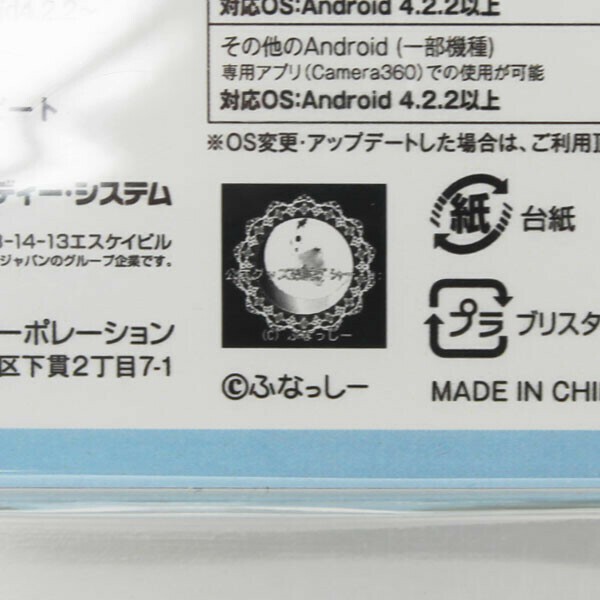 対応OS:Android 4.2.2以上
その他のAndroid (一部機種)
専用アプリ(Camera360)での使用が可能
対応OS:Android 4.2.2以上
※OS変更・アップデートした場合は、ご利用
ート
ディー・システム
-14-13エスケイビル
ジャパンのグループ企業です。
ーポレーション
区下貫2丁目7-1
(C) ふなっしー
©ふなっしー
紙 台紙
プラ ブリスタ
MADE IN CHI